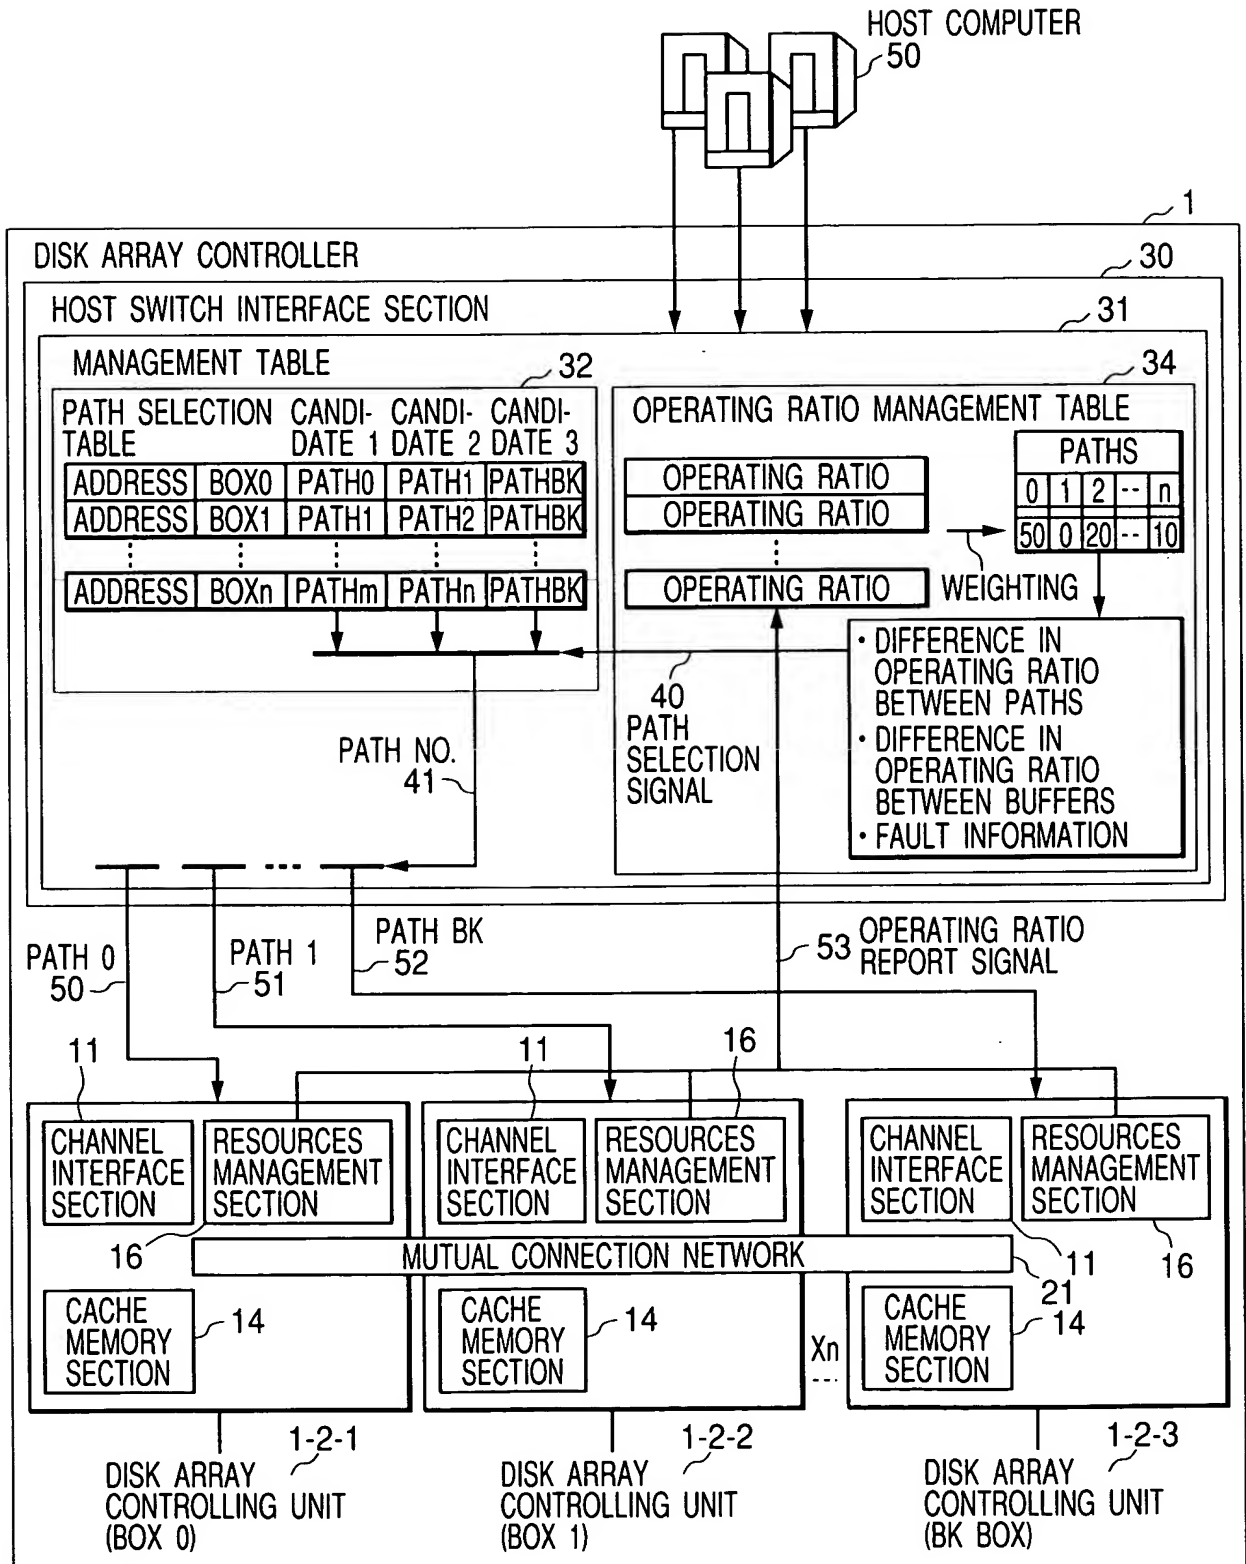 HOST COMPUTER
50
1
DISK ARRAY CONTROLLER
30
HOST SWITCH INTERFACE SECTION
31
MANAGEMENT TABLE
32
34
PATH SELECTION TABLE
CANDI-DATE 1
CANDI-DATE 2
CANDI-DATE 3
ADDRESS BOX0 PATH0 PATH1 PATHBK
ADDRESS BOX1 PATH1 PATH2 PATHBK
ADDRESS BOXn PATHm PATHn PATHBK
OPERATING RATIO MANAGEMENT TABLE
OPERATING RATIO
OPERATING RATIO
OPERATING RATIO
PATHS
0 1 2 -- n
50 0 20 -- 10
WEIGHTING
• DIFFERENCE IN
OPERATING RATIO
BETWEEN PATHS
• DIFFERENCE IN
OPERATING RATIO
BETWEEN BUFFERS
• FAULT INFORMATION
40
PATH
SELECTION
SIGNAL
PATH NO.
41
PATH 0
50
PATH 1
51
PATH BK
52
53
OPERATING RATIO
REPORT SIGNAL
11
CHANNEL
INTERFACE
SECTION
RESOURCES
MANAGEMENT
SECTION
16
11
CHANNEL
INTERFACE
SECTION
16
RESOURCES
MANAGEMENT
SECTION
CHANNEL
INTERFACE
SECTION
11
RESOURCES
MANAGEMENT
SECTION
16
MUTUAL CONNECTION NETWORK
21
CACHE
MEMORY
SECTION
14
CACHE
MEMORY
SECTION
14
Xn
CACHE
MEMORY
SECTION
14
1-2-1
DISK ARRAY
CONTROLLING UNIT
(BOX 0)
1-2-2
DISK ARRAY
CONTROLLING UNIT
(BOX 1)
1-2-3
DISK ARRAY
CONTROLLING UNIT
(BK BOX)